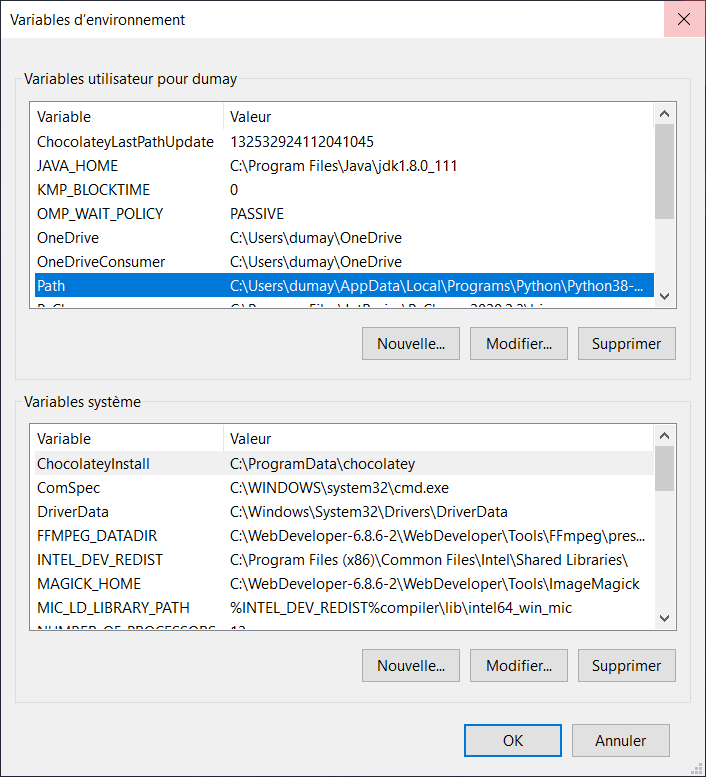 Variables d'environnement
Variables utilisateur pour dumay
Variable Valeur
ChocolateyLastPathUpdate 132532924112041045
JAVA_HOME C:\Program Files\Java\jdk1.8.0_111
KMP_BLOCKTIME 0
OMP_WAIT_POLICY PASSIVE
OneDrive C:\Users\dumay\OneDrive
OneDriveConsumer C:\Users\dumay\OneDrive
Path C:\Users\dumay\AppData\Local\Programs\Python\Python38-...
Nouvelle... Modifier... Supprimer
Variables système
Variable Valeur
ChocolateyInstall C:\ProgramData\chocolatey
ComSpec C:\WINDOWS\system32\cmd.exe
DriverData C:\Windows\System32\Drivers\DriverData
FFMPEG_DATADIR C:\WebDeveloper-6.8.6-2\WebDeveloper\Tools\FFmpeg\pres...
INTEL_DEV_REDIST C:\Program Files (x86)\Common Files\Intel\Shared Libraries\
MAGICK_HOME C:\WebDeveloper-6.8.6-2\WebDeveloper\Tools\ImageMagick
MIC_LD_LIBRARY_PATH %INTEL_DEV_REDIST%compiler\lib\intel64_win_mic
Nouvelle... Modifier... Supprimer
OK Annuler